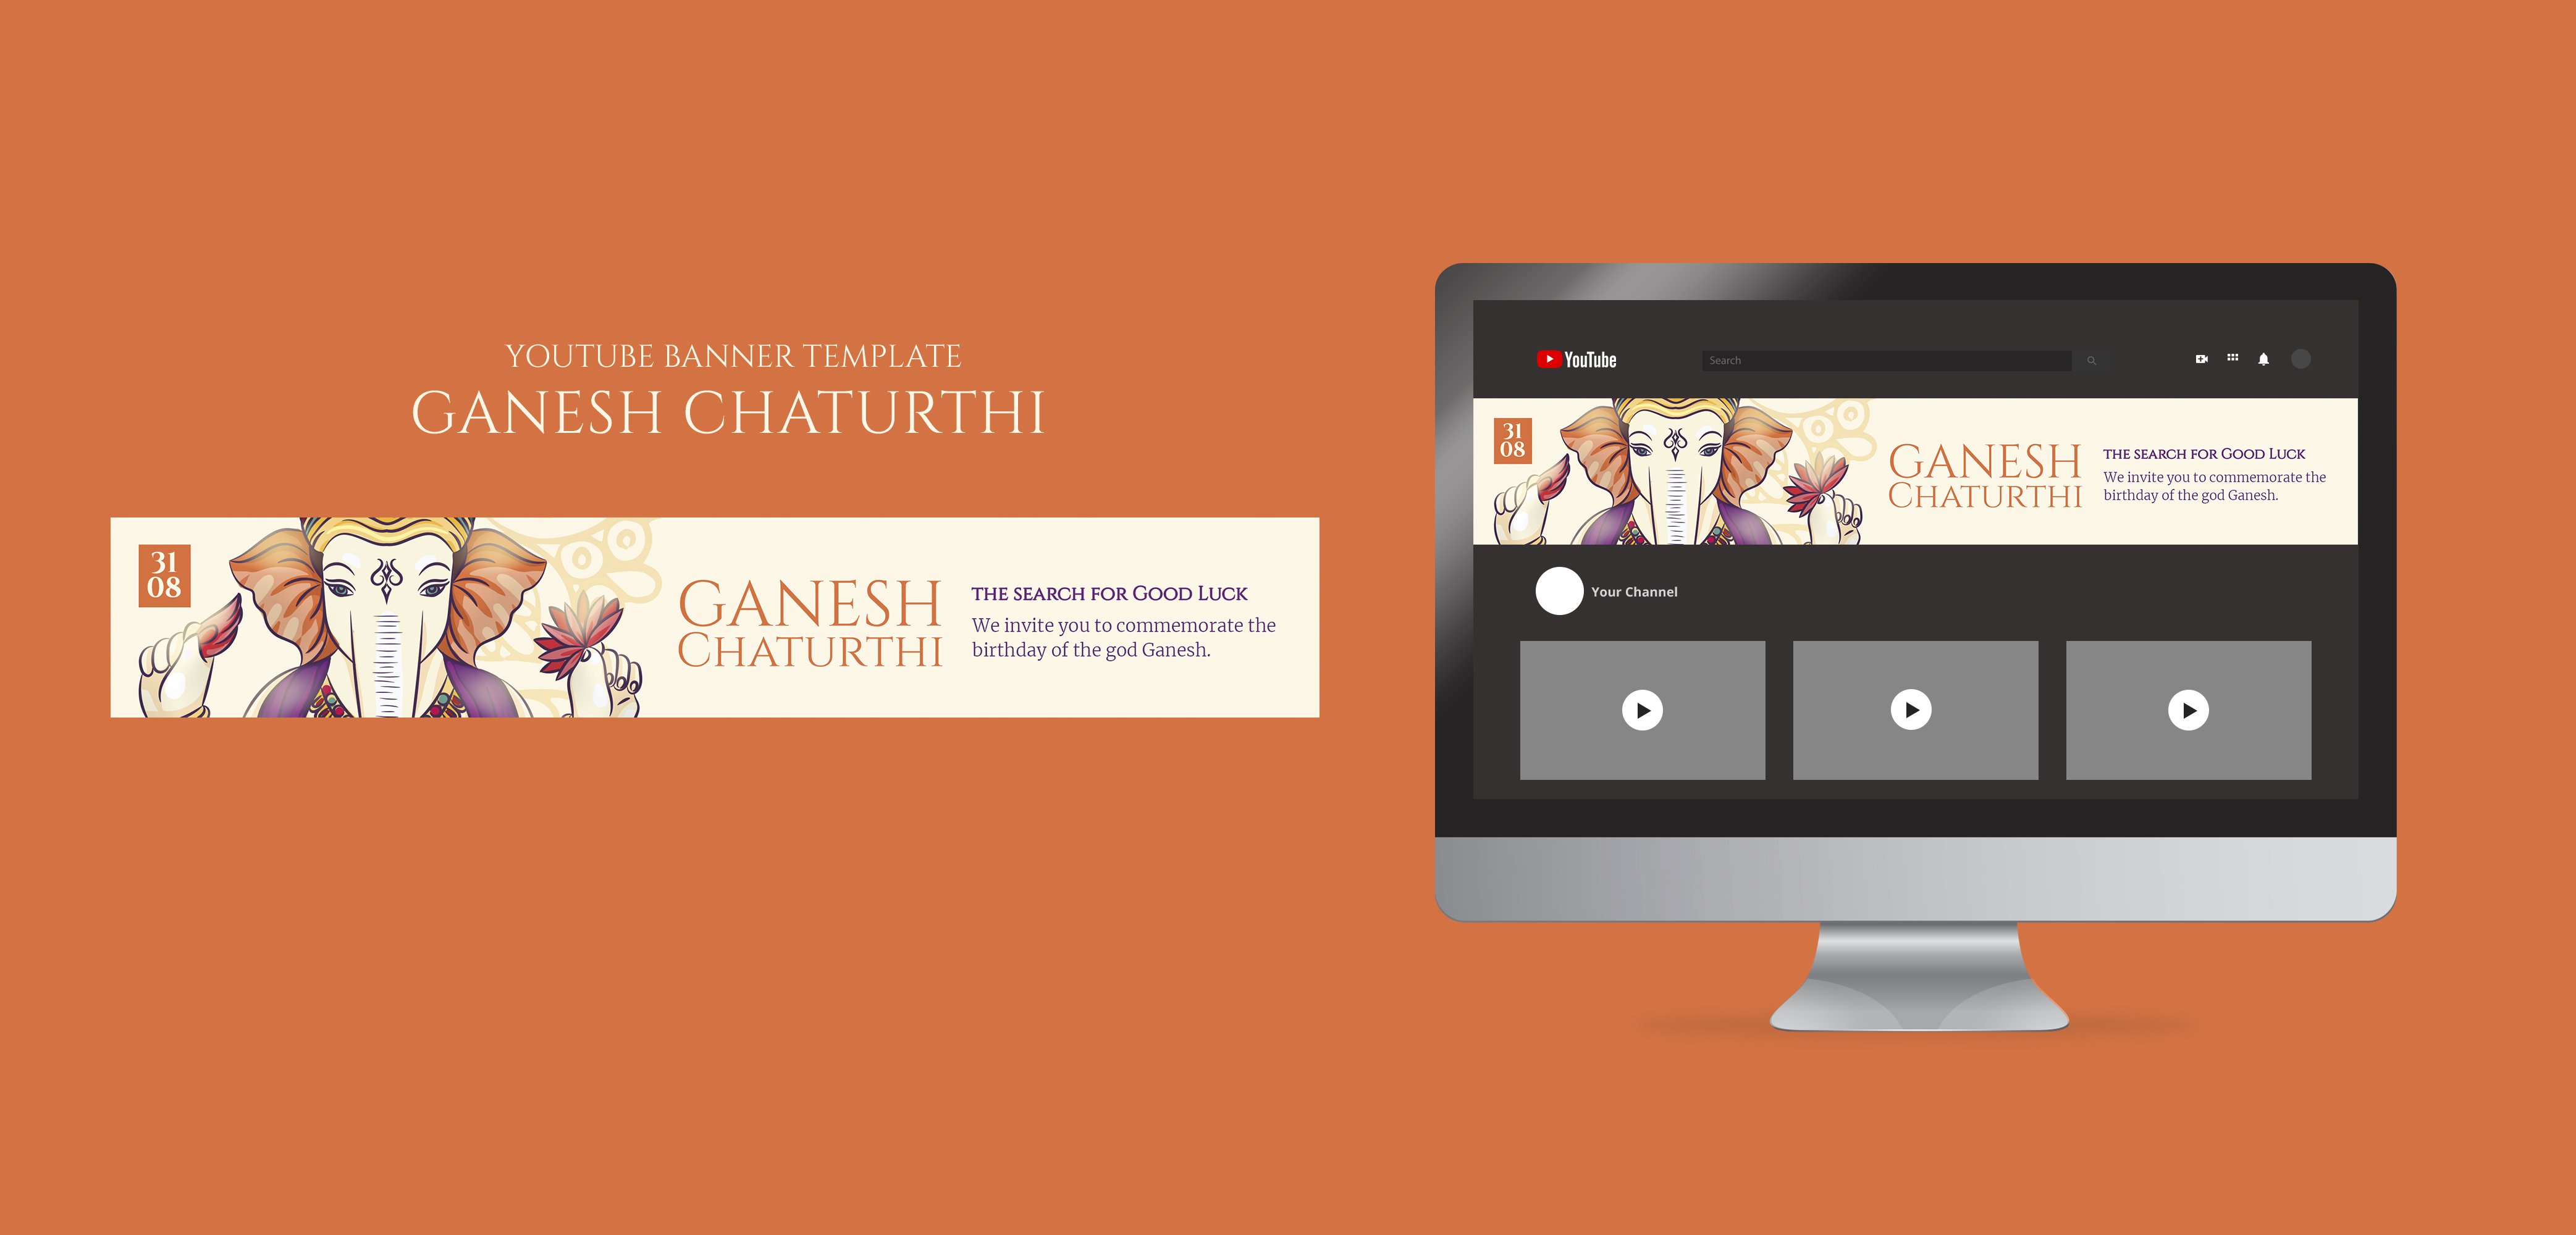 YOUTUBE BANNER TEMPLATE
GANESH CHATURTHI
31
08
GANESH
CHATURTHI
THE SEARCH FOR GOOD LUCK
We invite you to commemorate the
birthday of the god Ganesh.
YouTube
Search
31
08
GANESH
CHATURTHI
THE SEARCH FOR GOOD LUCK
We invite you to commemorate the
birthday of the god Ganesh.
Your Channel